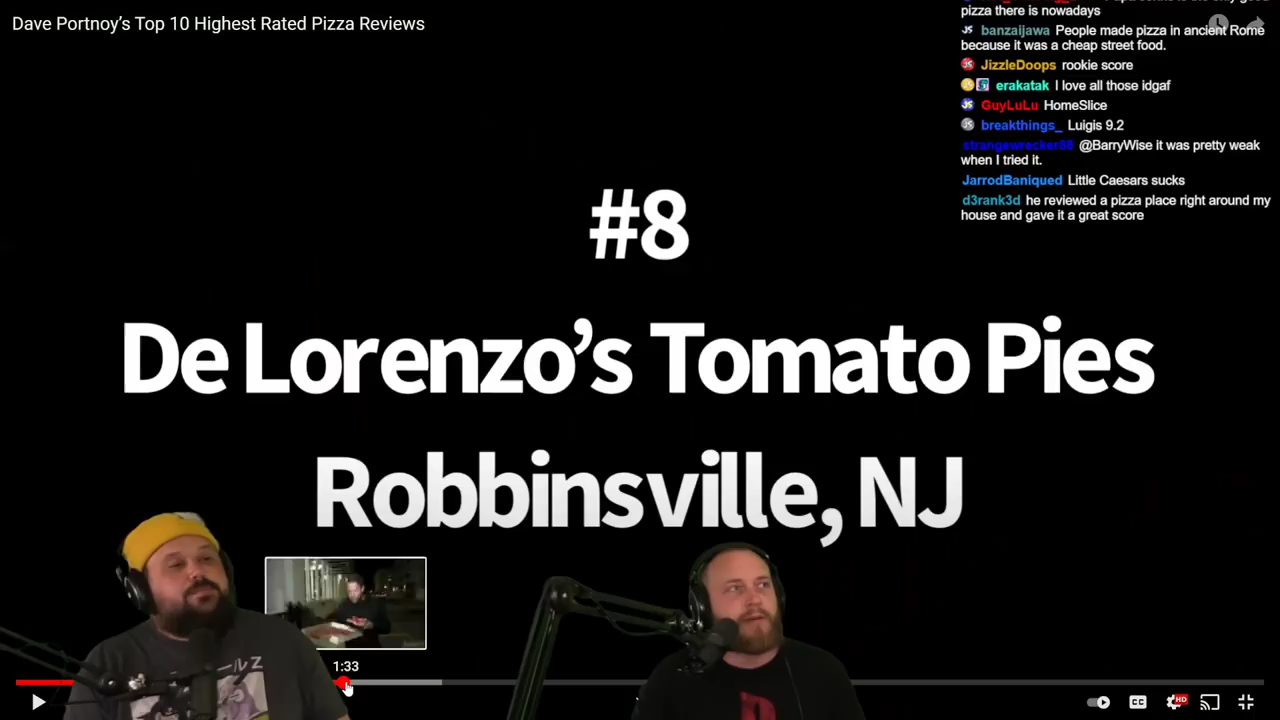 Dave Portnoy’s Top 10 Highest Rated Pizza Reviews
pizza there is nowadays
banzaijawa People made pizza in ancient Rome
because it was a cheap street food.
JizzleDoops rookie score
erakatak I love all those idgaf
GuyLuLu HomeSlice
breakthings_ Luigis 9.2
strangewrecker86 @BarryWise it was pretty weak
when I tried it.
JarrodBaniqued Little Caesars sucks
d3rank3d he reviewed a pizza place right around my
house and gave it a great score
#8
De Lorenzo’s Tomato Pies
Robbinsville, NJ
1:33
CC
HD